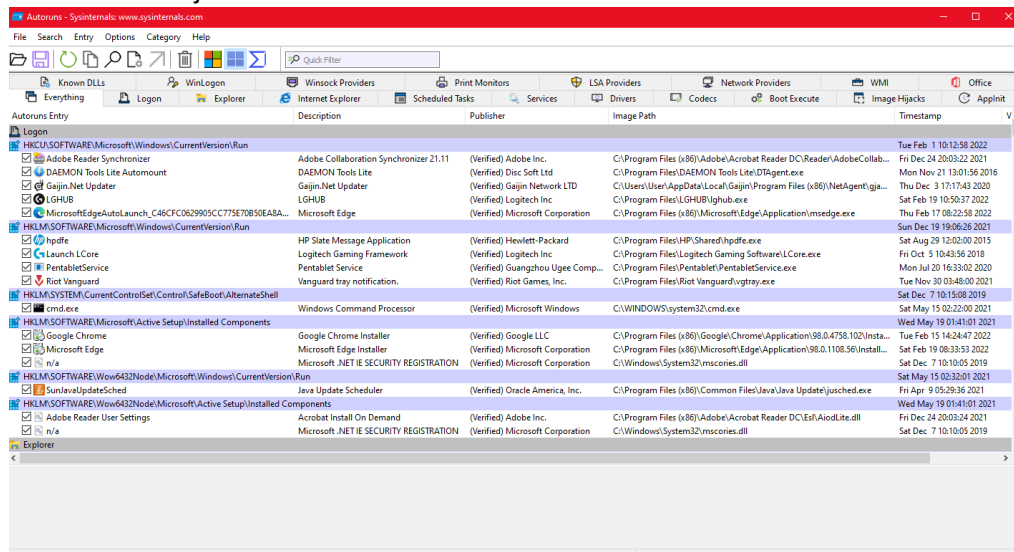 Autoruns - Sysinternals: www.sysinternals.com
File Search Entry Options Category Help
Quick Filter
Known DLLs WinLogon Winsock Providers Print Monitors LSA Providers Network Providers WMI Office
Everything Logon Explorer Internet Explorer Scheduled Tasks Services Drivers Codecs Boot Execute Image Hijacks AppInit
Autoruns Entry Description Publisher Image Path Timestamp V
Logon
HKCU\SOFTWARE\Microsoft\Windows\CurrentVersion\Run Tue Feb 1 10:12:58 2022
Adobe Reader Synchronizer Adobe Collaboration Synchronizer 21.11 (Verified) Adobe Inc. C:\Program Files (x86)\Adobe\Acrobat Reader DC\Reader\AdobeCollab... Fri Dec 24 20:03:22 2021
DAEMON Tools Lite Automount DAEMON Tools Lite (Verified) Disc Soft Ltd C:\Program Files (x86)\DAEMON Tools Lite\DTAgent.exe Mon Nov 21 13:01:56 2016
Gaijin.Net Updater Gaijin.Net Updater (Verified) Gaijin Network LTD C:\Users\User\AppData\Local\Gaijin\Program Files (x86)\NetAgent\gja... Thu Dec 3 17:17:43 2020
LGHUB LGHUB (Verified) Logitech Inc C:\Program Files\LGHUB\lghub.exe Sat Feb 19 10:50:37 2022
MicrosoftEdgeAutoLaunch_C46CFC0629905CC775E70B50EA8A... Microsoft Edge (Verified) Microsoft Corporation C:\Program Files (x86)\Microsoft\Edge\Application\msedge.exe Thu Feb 17 08:22:58 2022
HKLM\SOFTWARE\Microsoft\Windows\CurrentVersion\Run Sun Dec 19 19:06:26 2021
hpdfe HP Slate Message Application (Verified) Hewlett-Packard C:\Program Files\HP\Shared\hpdfe.exe Sat Aug 29 12:02:00 2015
Launch LCore Logitech Gaming Framework (Verified) Logitech Inc C:\Program Files\Logitech Gaming Software\LCore.exe Fri Oct 5 10:43:56 2018
PentabletService Pentablet Service (Verified) Guangzhou Ugee Comp... C:\Program Files\Pentablet\PentabletService.exe Mon Jul 20 16:33:02 2020
Riot Vanguard Vanguard tray notification. (Verified) Riot Games, Inc. C:\Program Files\Riot Vanguard\vgtray.exe Tue Nov 30 03:48:00 2021
HKLM\SYSTEM\CurrentControlSet\Control\SafeBoot\AlternateShell Sat Dec 7 10:15:08 2019
cmd.exe Windows Command Processor (Verified) Microsoft Windows C:\WINDOWS\system32\cmd.exe Sat May 15 02:22:00 2021
HKLM\SOFTWARE\Microsoft\Active Setup\Installed Components Wed May 19 01:41:01 2021
Google Chrome Google Chrome Installer (Verified) Google LLC C:\Program Files (x86)\Google\Chrome\Application\98.0.4758.102\Insta... Tue Feb 15 14:24:47 2022
Microsoft Edge Microsoft Edge Installer (Verified) Microsoft Corporation C:\Program Files (x86)\Microsoft\Edge\Application\98.0.1108.56\Install... Sat Feb 19 08:33:53 2022
n/a Microsoft .NET IE SECURITY REGISTRATION (Verified) Microsoft Corporation C:\Windows\System32\mscories.dll Sat Dec 7 10:10:05 2019
HKLM\SOFTWARE\Wow6432Node\Microsoft\Windows\CurrentVersion\Run Sat May 15 02:32:01 2021
SunJavaUpdateSched Java Update Scheduler (Verified) Oracle America, Inc. C:\Program Files (x86)\Common Files\Java\Java Update\jusched.exe Fri Apr 9 05:29:36 2021
HKLM\SOFTWARE\Wow6432Node\Microsoft\Active Setup\Installed Components Wed May 19 01:41:01 2021
Adobe Reader User Settings Acrobat Install On Demand (Verified) Adobe Inc. C:\Program Files (x86)\Adobe\Acrobat Reader DC\Esl\AiodLite.dll Fri Dec 24 20:03:24 2021
n/a Microsoft .NET IE SECURITY REGISTRATION (Verified) Microsoft Corporation C:\Windows\System32\mscories.dll Sat Dec 7 10:10:05 2019
Explorer